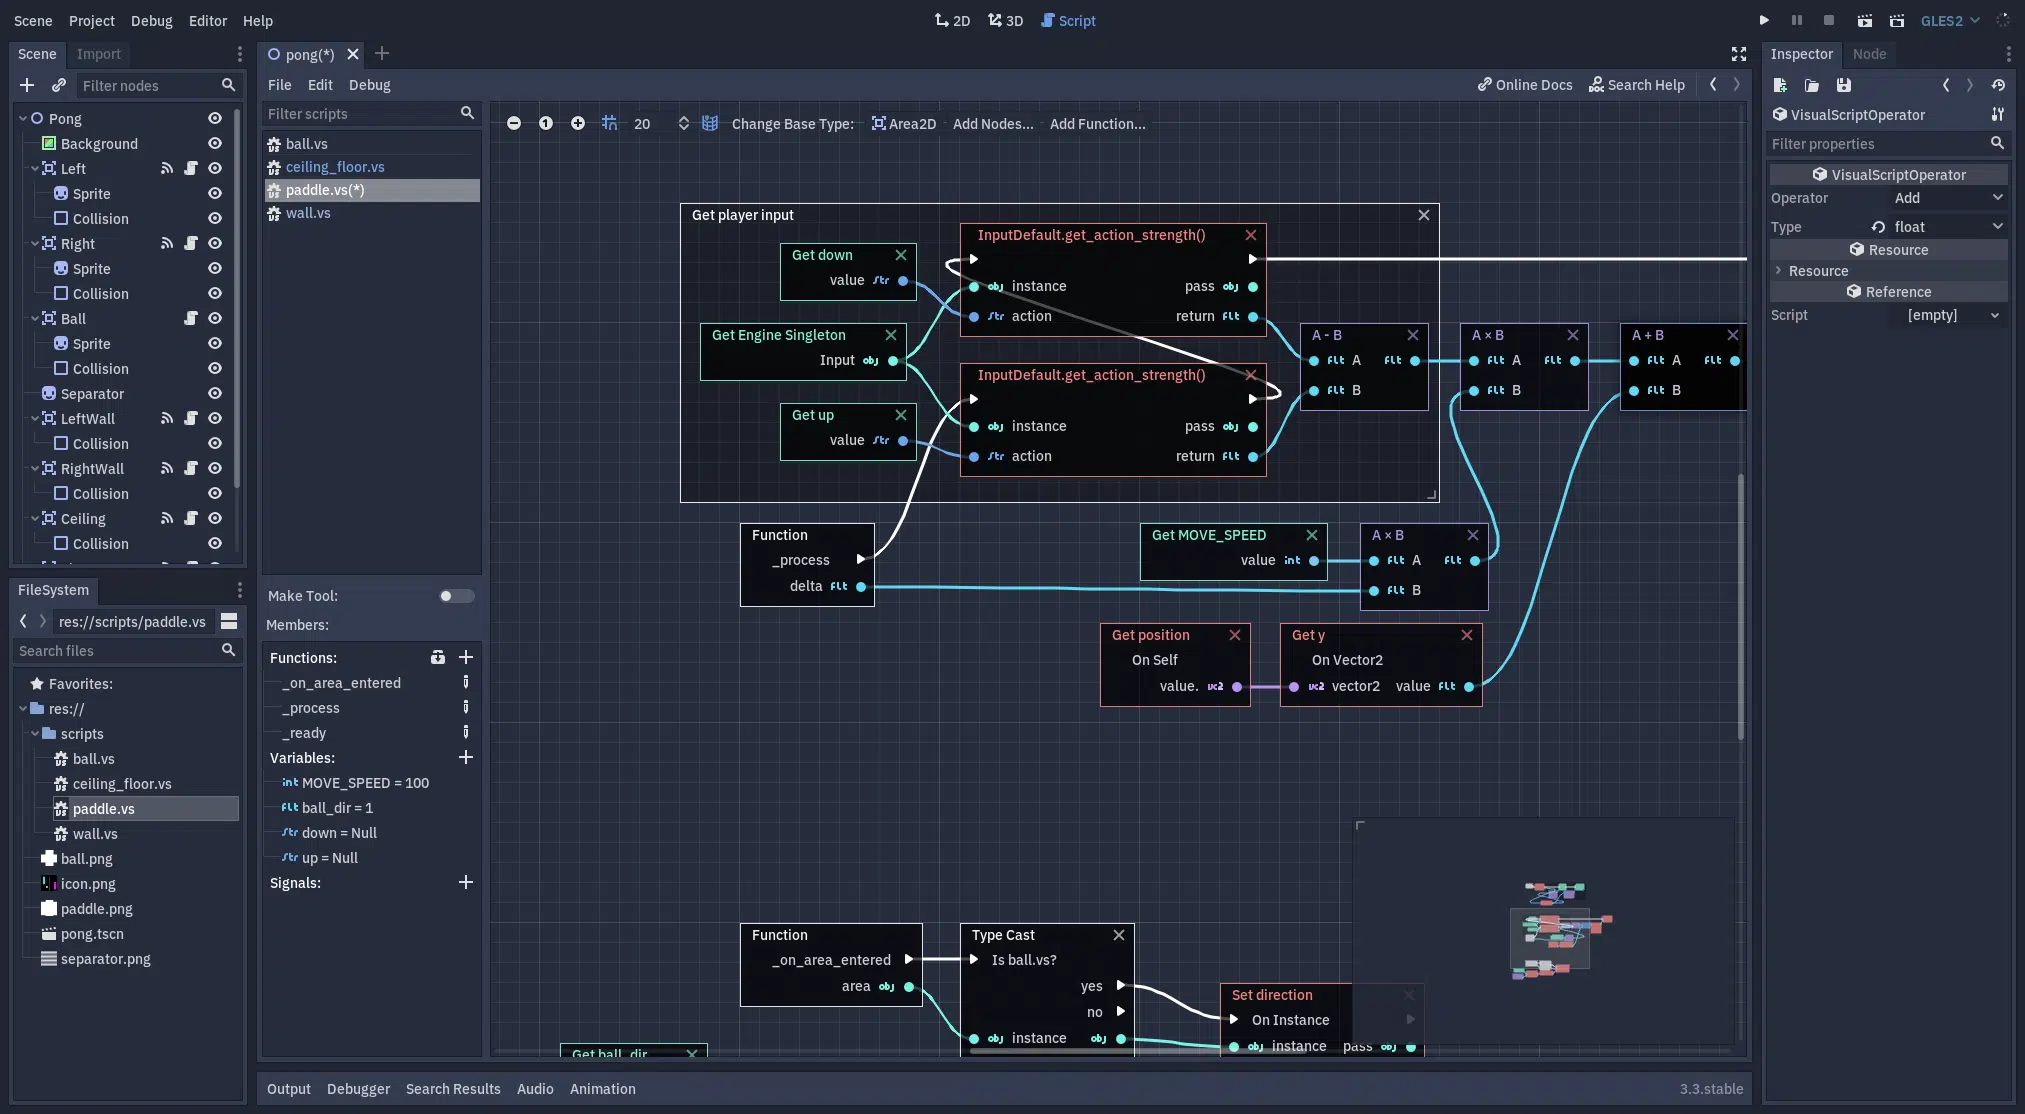 Scene Project Debug Editor Help
2D 3D Script
GLES2
Scene Import
Filter nodes
Pong
Background
Left
Sprite
Collision
Right
Sprite
Collision
Ball
Sprite
Collision
Separator
LeftWall
Collision
RightWall
Collision
Ceiling
Collision
FileSystem
res://scripts/paddle.vs
Search files
Favorites:
res://
scripts
ball.vs
ceiling_floor.vs
paddle.vs
wall.vs
ball.png
icon.png
paddle.png
pong.tscn
separator.png
pong(*)
File Edit Debug
Online Docs Search Help
Filter scripts
ball.vs
ceiling_floor.vs
paddle.vs(*)
wall.vs
Make Tool:
Members:
Functions:
_on_area_entered
_process
_ready
Variables:
int MOVE_SPEED = 100
flt ball_dir = 1
Str down = Null
Str up = Null
Signals:
1 20 Change Base Type: Area2D Add Nodes... Add Function...
Get player input
Get down
value Str
Get Engine Singleton
Input obj
Get up
value Str
InputDefault.get_action_strength()
obj instance pass obj
Str action return flt
InputDefault.get_action_strength()
obj instance pass obj
Str action return flt
A - B
flt A flt
flt B
A × B
flt A flt
flt B
A + B
flt A flt
flt B
Function
_process
delta flt
Get MOVE_SPEED
value int
A × B
flt A flt
flt B
Get position
On Self
value. vc2
Get y
On Vector2
vc2 vector2 value flt
Function
_on_area_entered
area obj
Type Cast
Is ball.vs?
yes
no
obj instance obj
Set direction
On Instance
obj instance pass obj
Get ball_dir
Output Debugger Search Results Audio Animation
3.3.stable
Inspector Node
VisualScriptOperator
Filter properties
VisualScriptOperator
Operator Add
Type float
Resource
Resource
Reference
Script [empty]